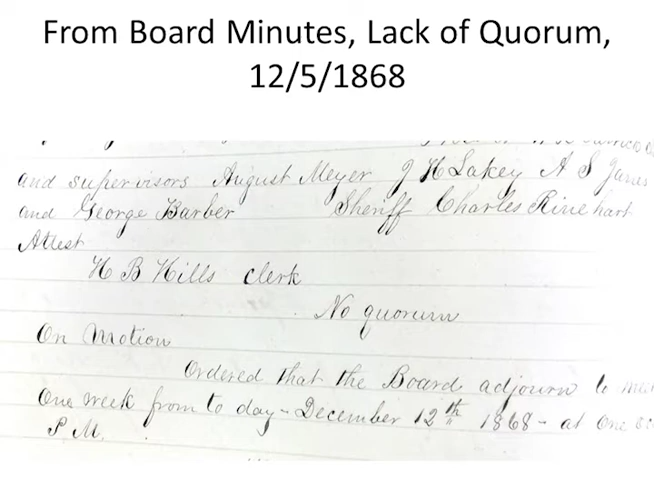 From Board Minutes, Lack of Quorum,
12/5/1868
and supervisors August Meyer J H Lakey A S Janes
and George Barber Sheriff Charles Rinehart
Attest
H B Hills clerk
No quorum
On Motion
Ordered that the Board adjourn to
One week from to day - December 12th 1868 - at One
P M.